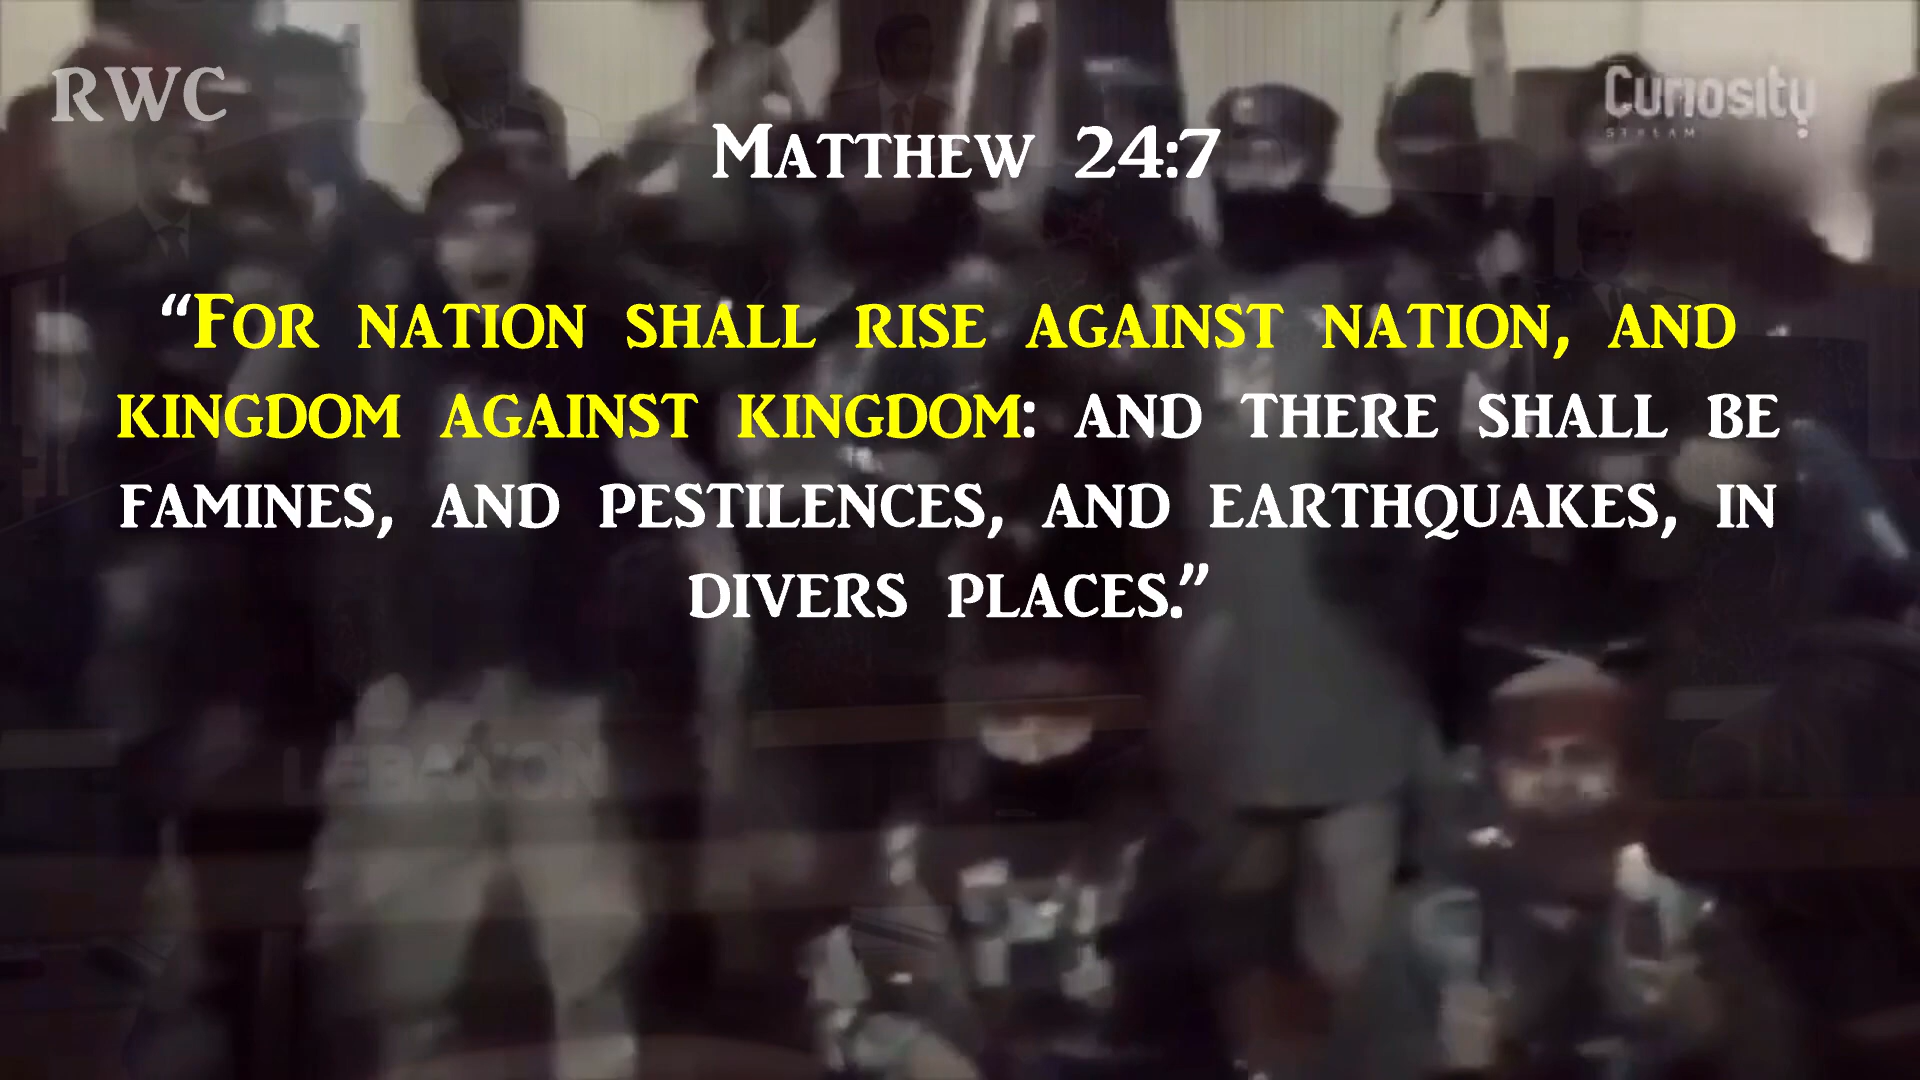 RWC
Curiosity
STREAM
MATTHEW 24:7
“FOR NATION SHALL RISE AGAINST NATION, AND
KINGDOM AGAINST KINGDOM: AND THERE SHALL BE
FAMINES, AND PESTILENCES, AND EARTHQUAKES, IN
DIVERS PLACES.”
LEBANON